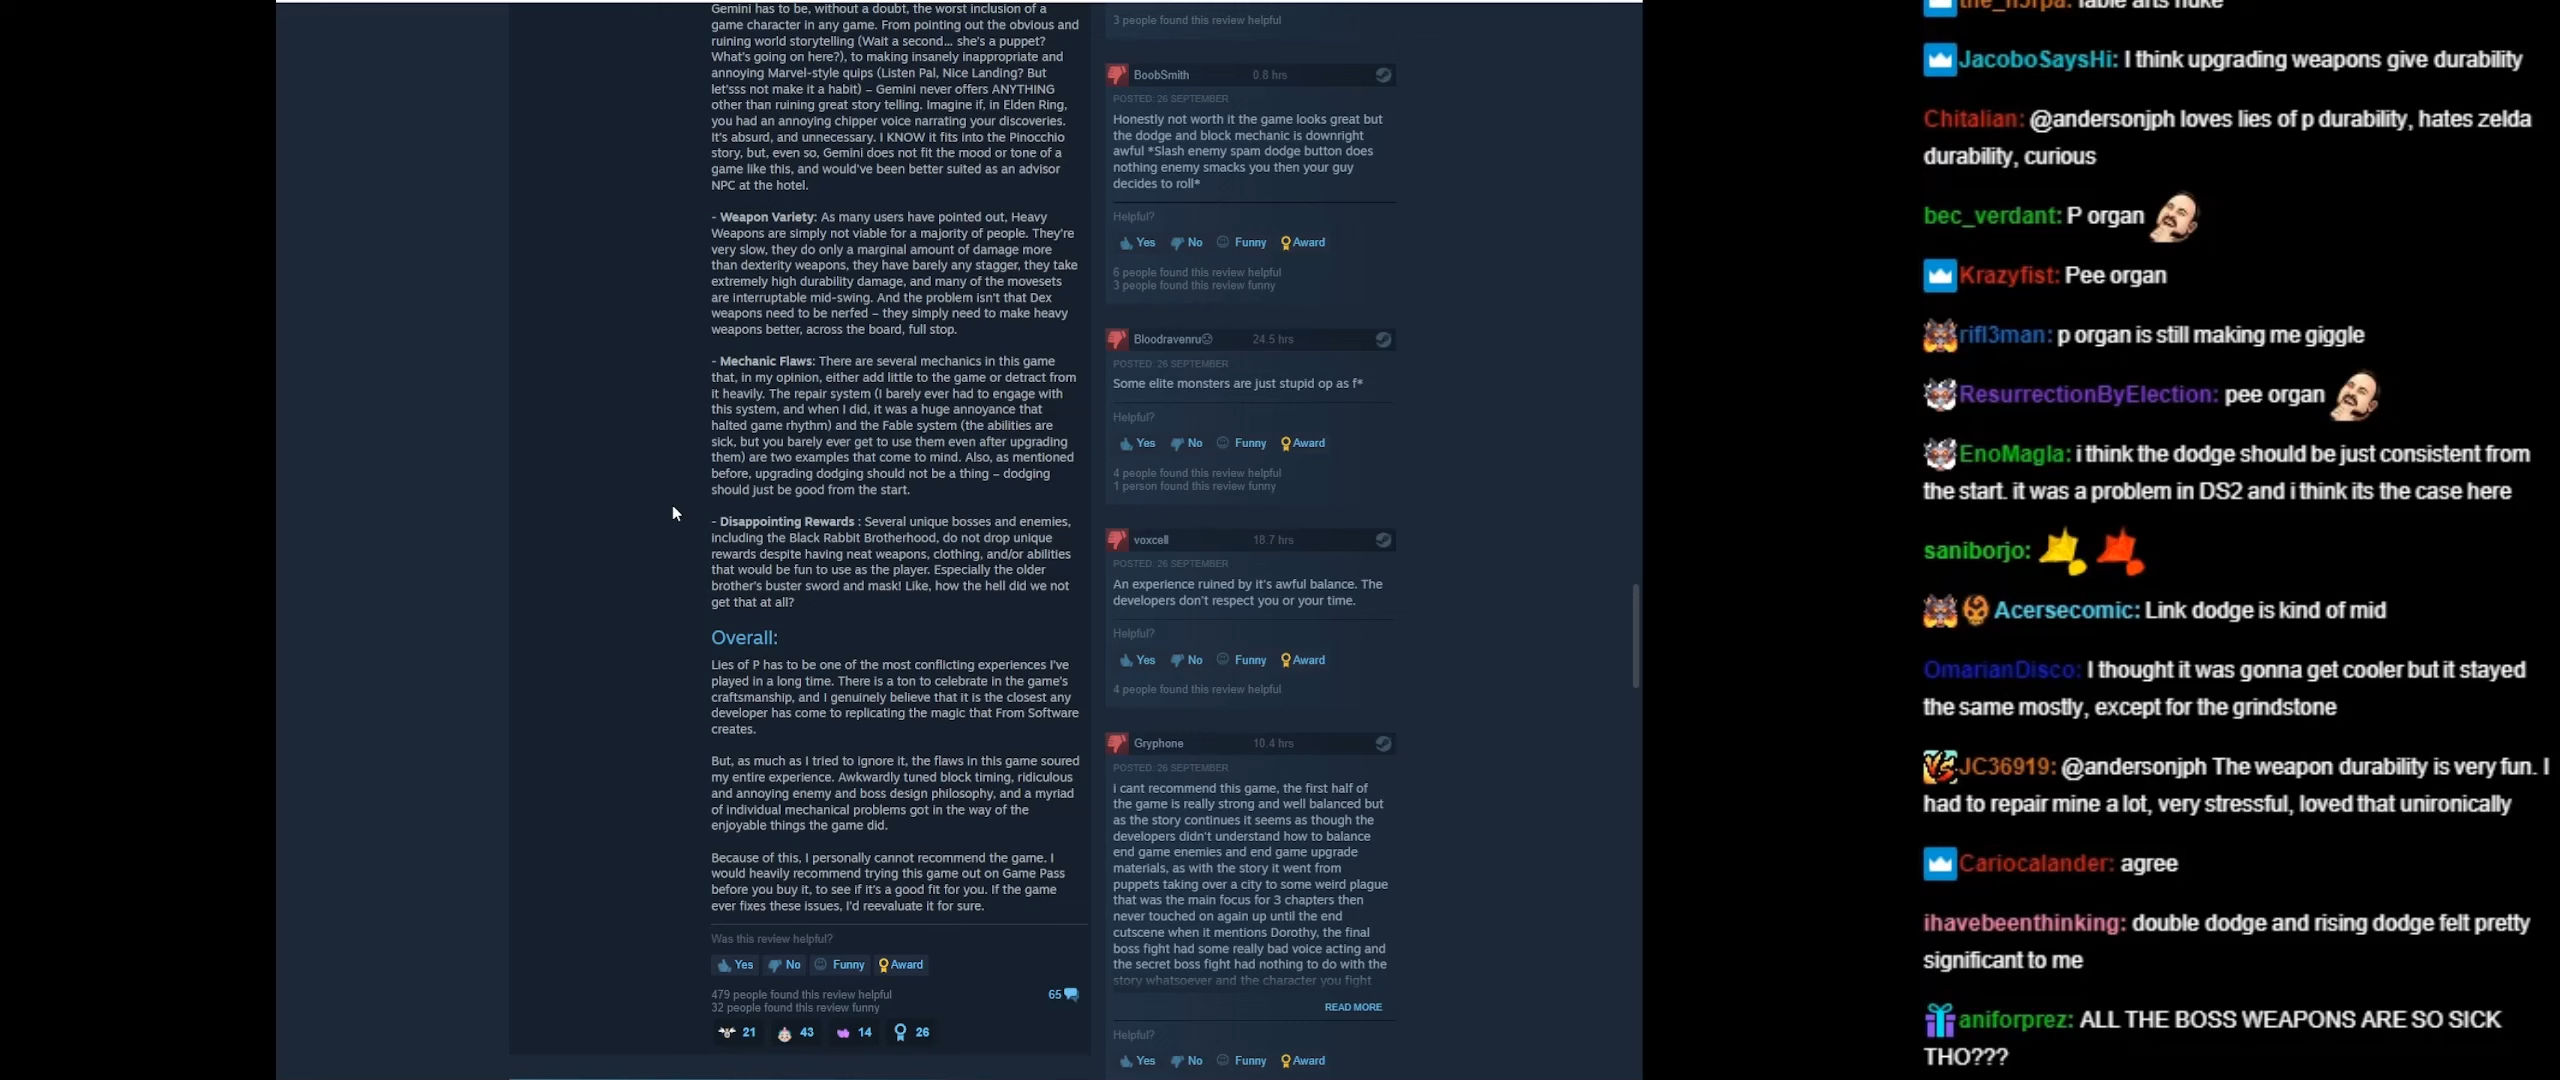 Gemini has to be, without a doubt, the worst inclusion of a
game character in any game. From pointing out the obvious and
ruining world storytelling (Wait a second... she's a puppet?
What's going on here?), to making insanely inappropriate and
annoying Marvel-style quips (Listen Pal, Nice Landing? But
let'sss not make it a habit) – Gemini never offers ANYTHING
other than ruining great story telling. Imagine if, in Elden Ring,
you had an annoying chipper voice narrating your discoveries.
It's absurd, and unnecessary. I KNOW it fits into the Pinocchio
story, but, even so, Gemini does not fit the mood or tone of a
game like this, and would've been better suited as an advisor
NPC at the hotel.
- Weapon Variety: As many users have pointed out, Heavy
Weapons are simply not viable for a majority of people. They're
very slow, they do only a marginal amount of damage more
than dexterity weapons, they have barely any stagger, they take
extremely high durability damage, and many of the movesets
are interruptable mid-swing. And the problem isn't that Dex
weapons need to be nerfed – they simply need to make heavy
weapons better, across the board, full stop.
- Mechanic Flaws: There are several mechanics in this game
that, in my opinion, either add little to the game or detract from
it heavily. The repair system (I barely ever had to engage with
this system, and when I did, it was a huge annoyance that
halted game rhythm) and the Fable system (the abilities are
sick, but you barely ever get to use them even after upgrading
them) are two examples that come to mind. Also, as mentioned
before, upgrading dodging should not be a thing – dodging
should just be good from the start.
- Disappointing Rewards : Several unique bosses and enemies,
including the Black Rabbit Brotherhood, do not drop unique
rewards despite having neat weapons, clothing, and/or abilities
that would be fun to use as the player. Especially the older
brother's buster sword and mask! Like, how the hell did we not
get that at all?
Overall:
Lies of P has to be one of the most conflicting experiences I've
played in a long time. There is a ton to celebrate in the game's
craftsmanship, and I genuinely believe that it is the closest any
developer has come to replicating the magic that From Software
creates.
But, as much as I tried to ignore it, the flaws in this game soured
my entire experience. Awkwardly tuned block timing, ridiculous
and annoying enemy and boss design philosophy, and a myriad
of individual mechanical problems got in the way of the
enjoyable things the game did.
Because of this, I personally cannot recommend the game. I
would heavily recommend trying this game out on Game Pass
before you buy it, to see if it's a good fit for you. If the game
ever fixes these issues, I'd reevaluate it for sure.
Was this review helpful?
Yes No Funny Award
479 people found this review helpful 65
32 people found this review funny
21 43 14 26
3 people found this review helpful
BoobSmith 0.8 hrs
POSTED: 26 SEPTEMBER
Honestly not worth it the game looks great but
the dodge and block mechanic is downright
awful *Slash enemy spam dodge button does
nothing enemy smacks you then your guy
decides to roll*
Helpful?
Yes No Funny Award
6 people found this review helpful
3 people found this review funny
Bloodravenru 24.5 hrs
POSTED: 26 SEPTEMBER
Some elite monsters are just stupid op as f*
Helpful?
Yes No Funny Award
4 people found this review helpful
1 person found this review funny
voxcell 18.7 hrs
POSTED: 26 SEPTEMBER
An experience ruined by it's awful balance. The
developers don't respect you or your time.
Helpful?
Yes No Funny Award
4 people found this review helpful
Gryphone 10.4 hrs
POSTED: 26 SEPTEMBER
i cant recommend this game, the first half of
the game is really strong and well balanced but
as the story continues it seems as though the
developers didn't understand how to balance
end game enemies and end game upgrade
materials, as with the story it went from
puppets taking over a city to some weird plague
that was the main focus for 3 chapters then
never touched on again up until the end
cutscene when it mentions Dorothy, the final
boss fight had some really bad voice acting and
the secret boss fight had nothing to do with the
story whatsoever and the character you fight
READ MORE
Helpful?
Yes No Funny Award
JacoboSaysHi: I think upgrading weapons give durability
Chitalian: @andersonjph loves lies of p durability, hates zelda
durability, curious
bec_verdant: P organ
Krazyfist: Pee organ
rifl3man: p organ is still making me giggle
ResurrectionByElection: pee organ
EnoMagla: i think the dodge should be just consistent from
the start. it was a problem in DS2 and i think its the case here
saniborjo:
Acersecomic: Link dodge is kind of mid
OmarianDisco: I thought it was gonna get cooler but it stayed
the same mostly, except for the grindstone
JC36919: @andersonjph The weapon durability is very fun. I
had to repair mine a lot, very stressful, loved that unironically
Cariocalander: agree
ihavebeenthinking: double dodge and rising dodge felt pretty
significant to me
aniforprez: ALL THE BOSS WEAPONS ARE SO SICK
THO???